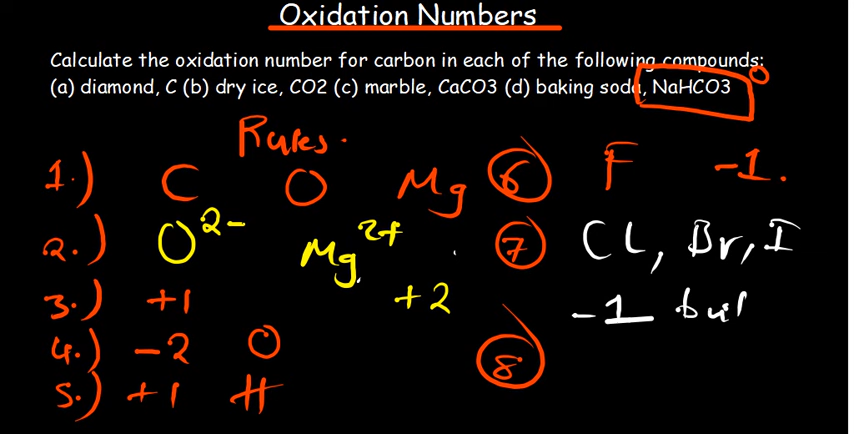 Oxidation Numbers
Calculate the oxidation number for carbon in each of the following compounds:
(a) diamond, C (b) dry ice, CO2 (c) marble, CaCO3 (d) baking soda, NaHCO3
0
Rules.
1.) C O Mg
2.) O2- Mg2+
3.) +1 +2
4.) -2 O
5.) +1 H
6 F -1.
7 Cl, Br, I
-1 but
8